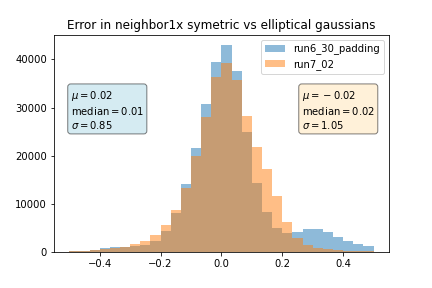 Error in neighbor1x symetric vs elliptical gaussians
run6_30_padding
run7_02
μ = 0.02
median = 0.01
σ = 0.85
μ = −0.02
median = 0.02
σ = 1.05
40000
30000
20000
10000
0
−0.4 −0.2 0.0 0.2 0.4